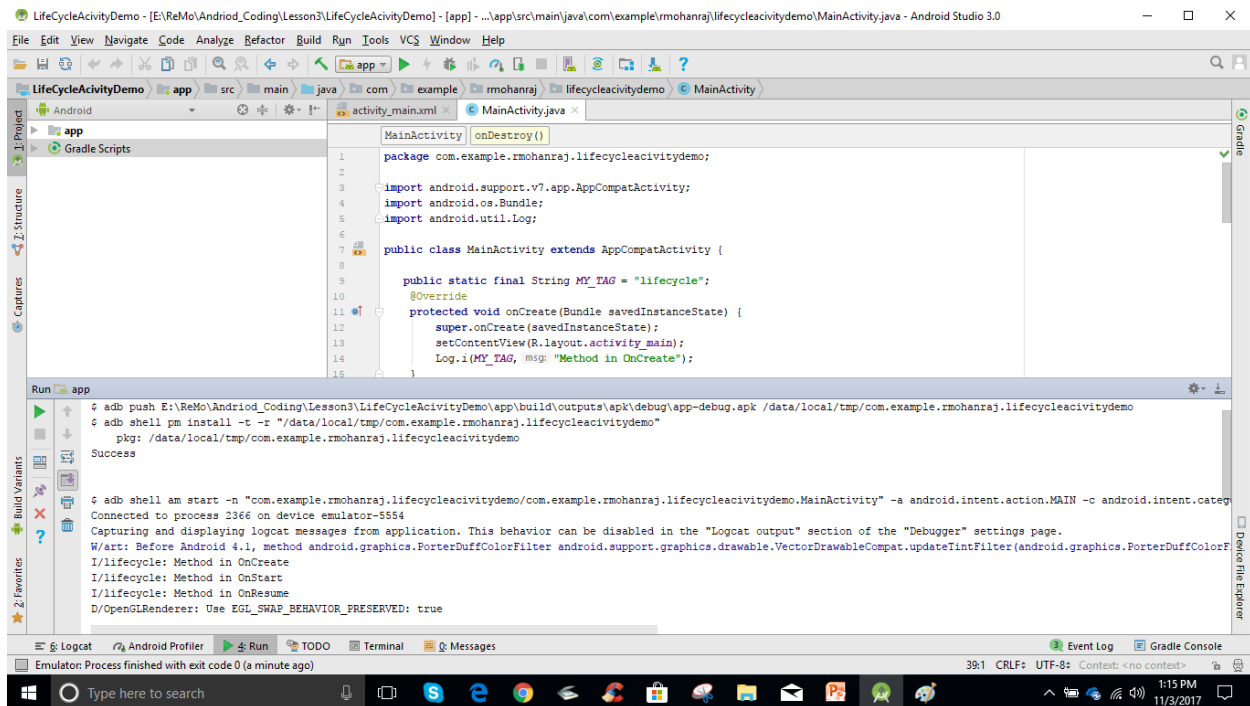 LifeCycleAcivityDemo - [E:\ReMo\Andriod_Coding\Lesson3\LifeCycleAcivityDemo] - [app] - ...\app\src\main\java\com\example\rmohanraj\lifecycleacivitydemo\MainActivity.java - Android Studio 3.0
File Edit View Navigate Code Analyze Refactor Build Run Tools VCS Window Help
app
LifeCycleAcivityDemo app src main java com example rmohanraj lifecycleacivitydemo MainActivity
Android activity_main.xml MainActivity.java
1: Project
app
Gradle Scripts
Z: Structure
Captures
Build Variants
2: Favorites
MainActivity onDestroy()
1 package com.example.rmohanraj.lifecycleacivitydemo;
2
3 import android.support.v7.app.AppCompatActivity;
4 import android.os.Bundle;
5 import android.util.Log;
6
7 public class MainActivity extends AppCompatActivity {
8
9 public static final String MY_TAG = "lifecycle";
10 @Override
11 protected void onCreate(Bundle savedInstanceState) {
12 super.onCreate(savedInstanceState);
13 setContentView(R.layout.activity_main);
14 Log.i(MY_TAG, msg: "Method in OnCreate");
15 }
Gradle
Device File Explorer
Run app
$ adb push E:\ReMo\Andriod_Coding\Lesson3\LifeCycleAcivityDemo\app\build\outputs\apk\debug\app-debug.apk /data/local/tmp/com.example.rmohanraj.lifecycleacivitydemo
$ adb shell pm install -t -r "/data/local/tmp/com.example.rmohanraj.lifecycleacivitydemo"
pkg: /data/local/tmp/com.example.rmohanraj.lifecycleacivitydemo
Success
$ adb shell am start -n "com.example.rmohanraj.lifecycleacivitydemo/com.example.rmohanraj.lifecycleacivitydemo.MainActivity" -a android.intent.action.MAIN -c android.intent.categ
Connected to process 2366 on device emulator-5554
Capturing and displaying logcat messages from application. This behavior can be disabled in the "Logcat output" section of the "Debugger" settings page.
W/art: Before Android 4.1, method android.graphics.PorterDuffColorFilter android.support.graphics.drawable.VectorDrawableCompat.updateTintFilter(android.graphics.PorterDuffColorF
I/lifecycle: Method in OnCreate
I/lifecycle: Method in OnStart
I/lifecycle: Method in OnResume
D/OpenGLRenderer: Use EGL_SWAP_BEHAVIOR_PRESERVED: true
6: Logcat Android Profiler 4: Run TODO Terminal 0: Messages 3 Event Log Gradle Console
Emulator: Process finished with exit code 0 (a minute ago) 39:1 CRLF UTF-8 Context: <no context>
Type here to search
1:15 PM
11/3/2017